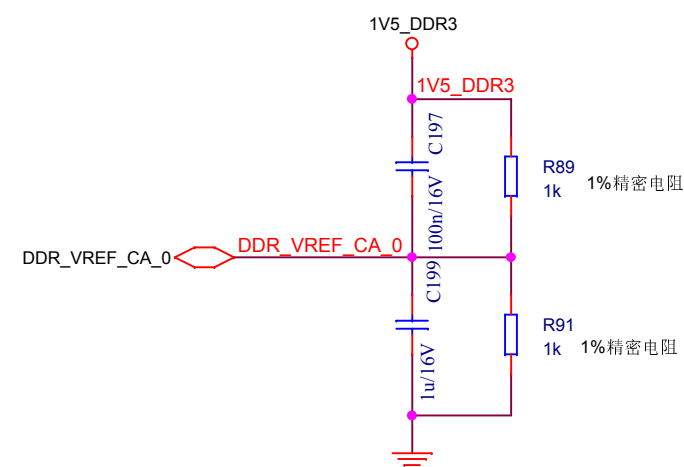 1V5_DDR3
1V5_DDR3
C197
100n/16V
R89
1k
1%精密电阻
DDR_VREF_CA_0
DDR_VREF_CA_0
C199
1u/16V
R91
1k
1%精密电阻